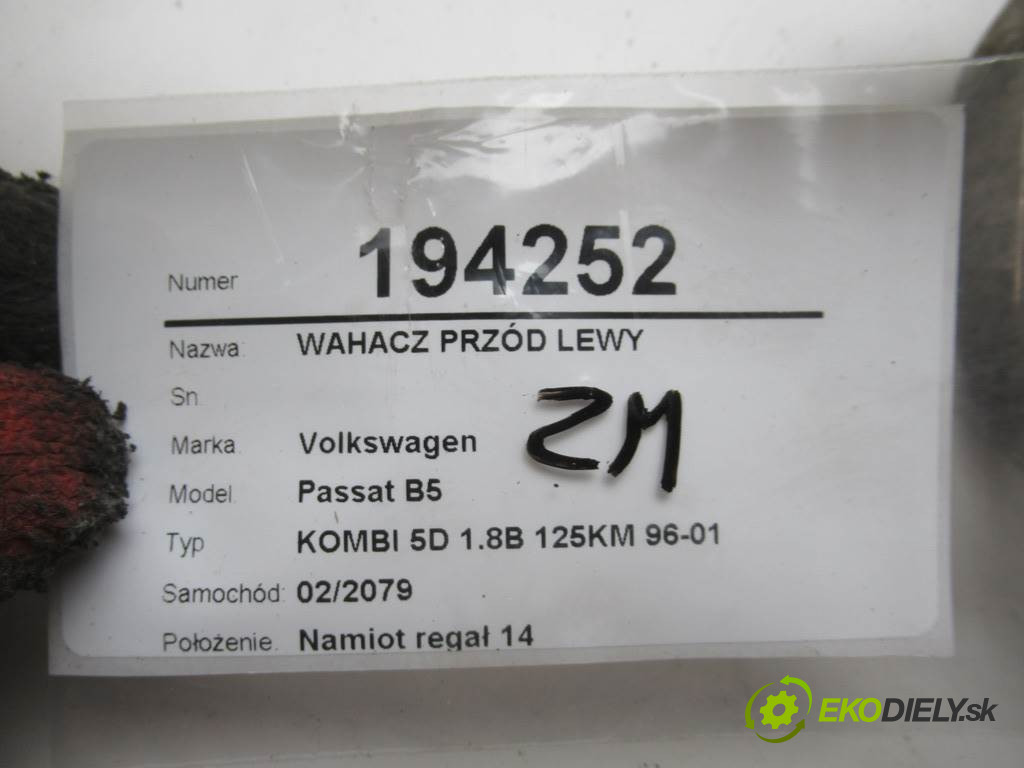 Numer 194252
Nazwa: WAHACZ PRZÓD LEWY
Sn
Marka Volkswagen
ZM
Model Passat B5
Typ KOMBI 5D 1.8B 125KM 96-01
Samochód: 02/2079
Położenie. Namiot regał 14
EKODIELY.sk